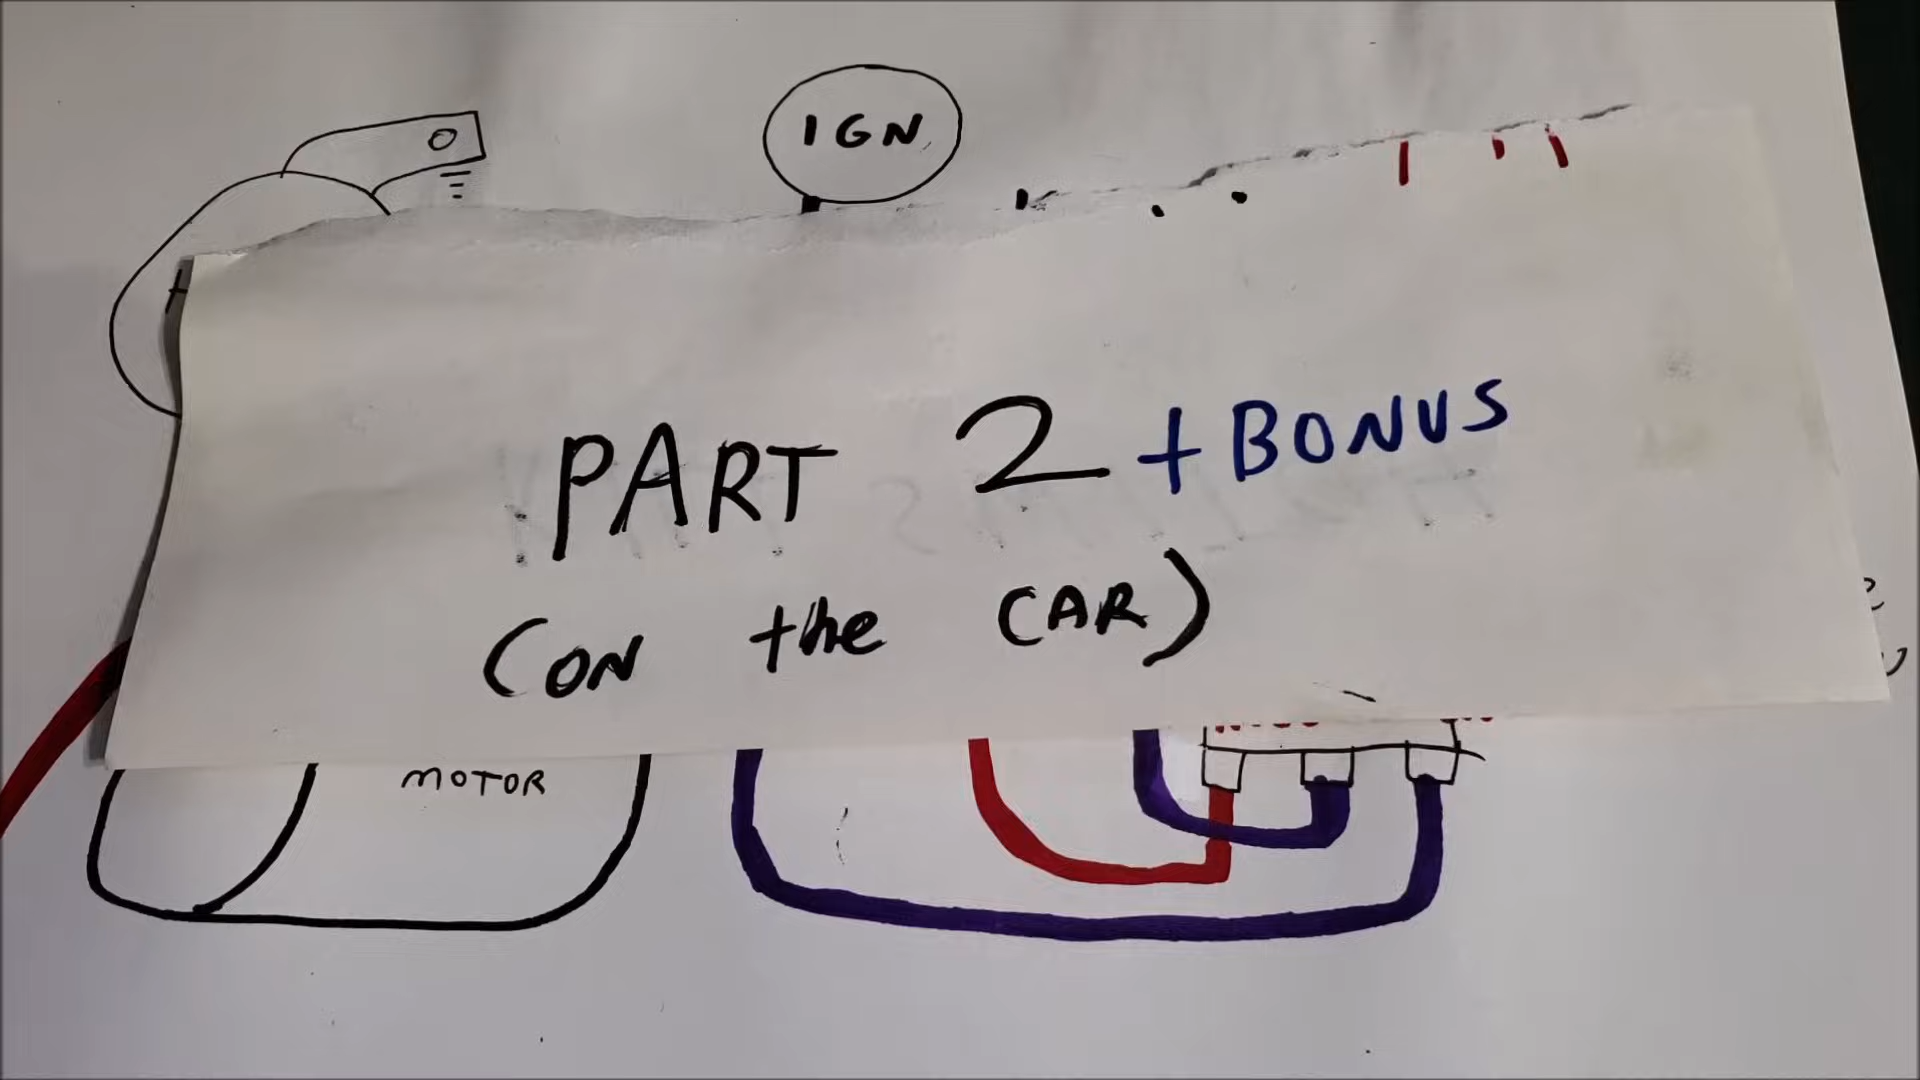 IGN
PART 2 + BONUS
(ON the CAR)
MOTOR